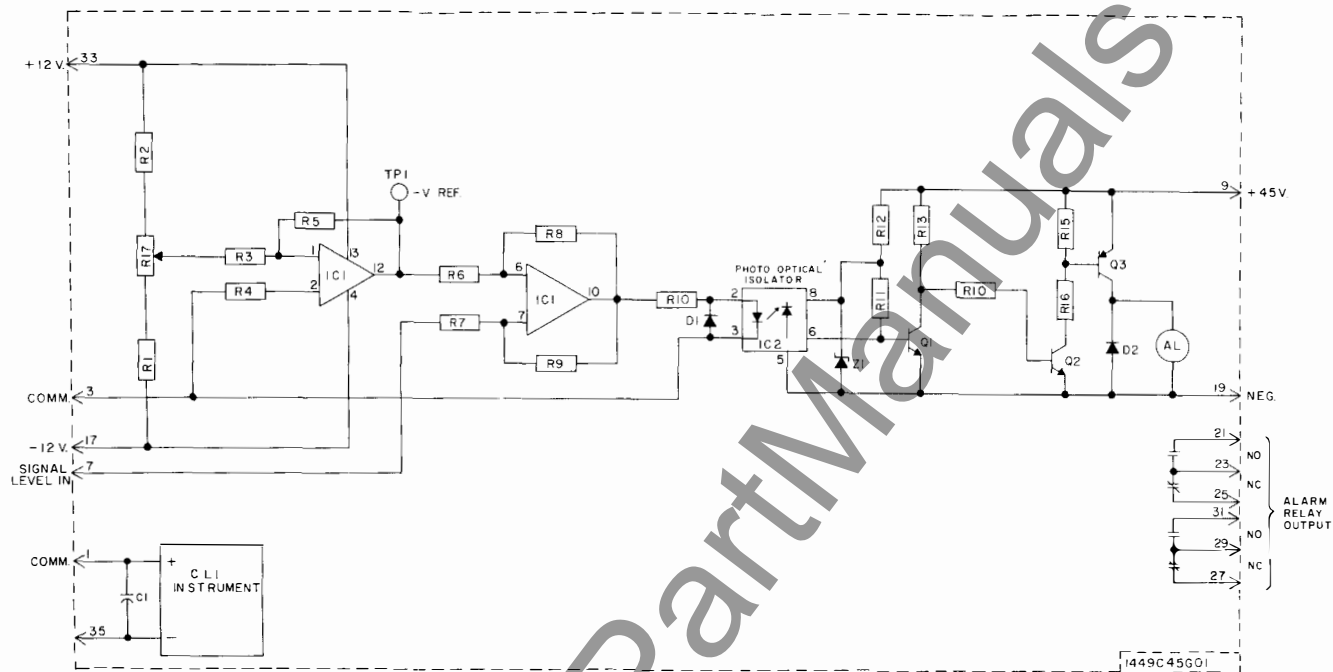 +12 V.
33
R2
R17
R1
R3
R4
R5
1
2
13
12
4
IC1
TP1
-V REF.
R6
R7
R8
R9
6
7
10
IC1
R10
D1
PHOTO OPTICAL
ISOLATOR
2
3
8
6
5
IC2
Z1
R12
R11
R13
Q1
R10
R15
R16
Q2
Q3
D2
AL
9
+45V.
19
NEG.
COMM.
3
-12 V.
17
SIGNAL
LEVEL IN
7
COMM.
1
C1
+
CLI
INSTRUMENT
-
35
21
NO
23
NC
25
31
NO
29
NC
27
ALARM
RELAY
OUTPUT
1449C45G01
PartManuals